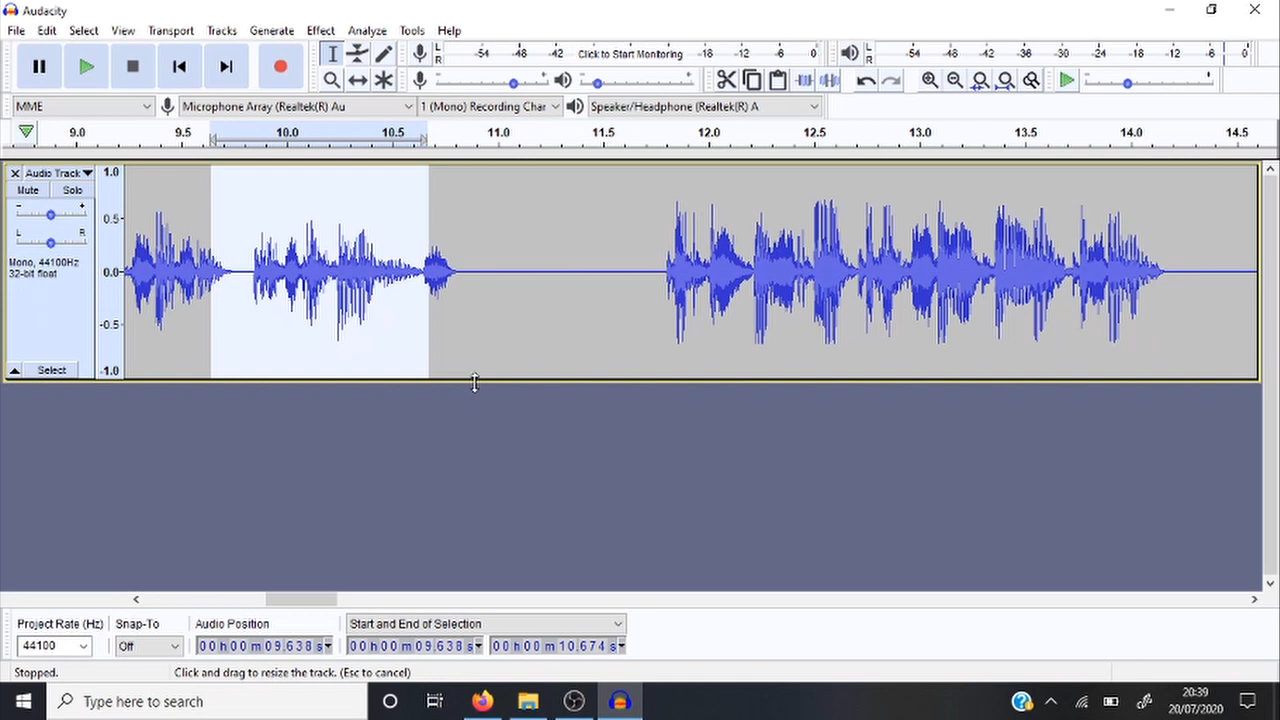 Audacity
File Edit Select View Transport Tracks Generate Effect Analyze Tools Help
L R -54 -48 -42 Click to Start Monitoring -18 -12 -6 0 L R -54 -48 -42 -36 -30 -24 -18 -12 -6 0
MME Microphone Array (Realtek(R) Au 1 (Mono) Recording Char Speaker/Headphone (Realtek(R) A
9.0 9.5 10.0 10.5 11.0 11.5 12.0 12.5 13.0 13.5 14.0 14.5
Audio Track 1.0
Mute Solo
- + 0.5
L R
Mono, 44100Hz 0.0
32-bit float
-0.5
Select -1.0
Project Rate (Hz) Snap-To Audio Position Start and End of Selection
44100 Off 00h00m09.638s 00h00m09.638s 00h00m10.674s
Stopped. Click and drag to resize the track. (Esc to cancel)
Type here to search
20:39
20/07/2020